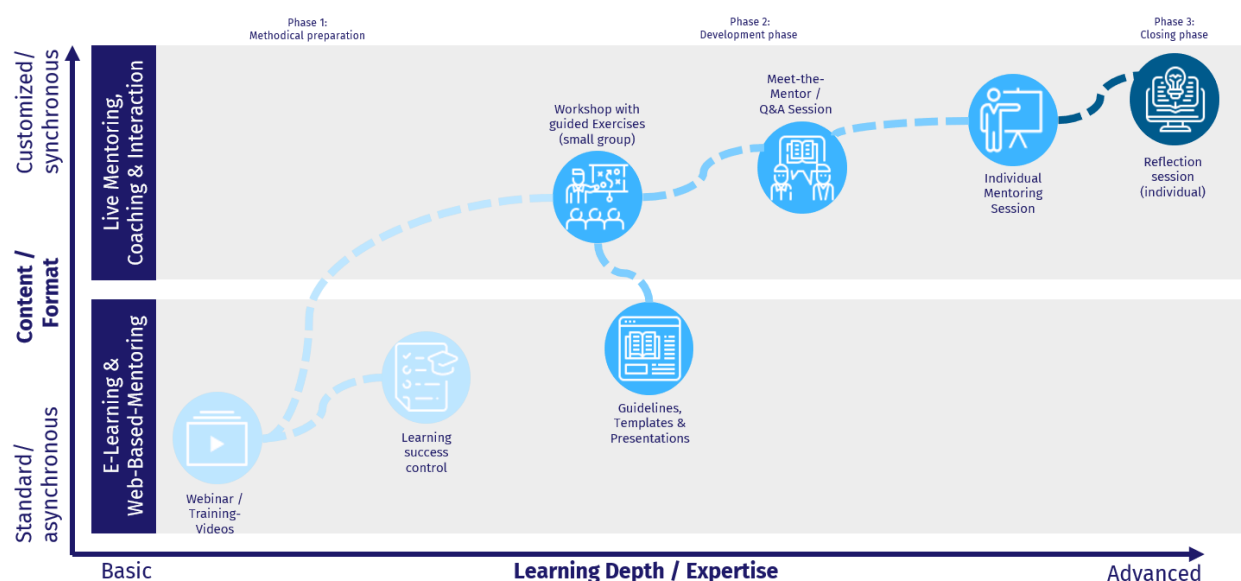 Phase 1:
Methodical preparation
Phase 2:
Development phase
Phase 3:
Closing phase
Customized/
synchronous
Content /
Format
Standard/
asynchronous
Live Mentoring,
Coaching & Interaction
E-Learning &
Web-Based-Mentoring
Workshop with
guided Exercises
(small group)
Meet-the-
Mentor /
Q&A Session
Individual
Mentoring
Session
Reflection
session
(individual)
Webinar /
Training-
Videos
Learning
success
control
Guidelines,
Templates &
Presentations
Basic
Learning Depth / Expertise
Advanced